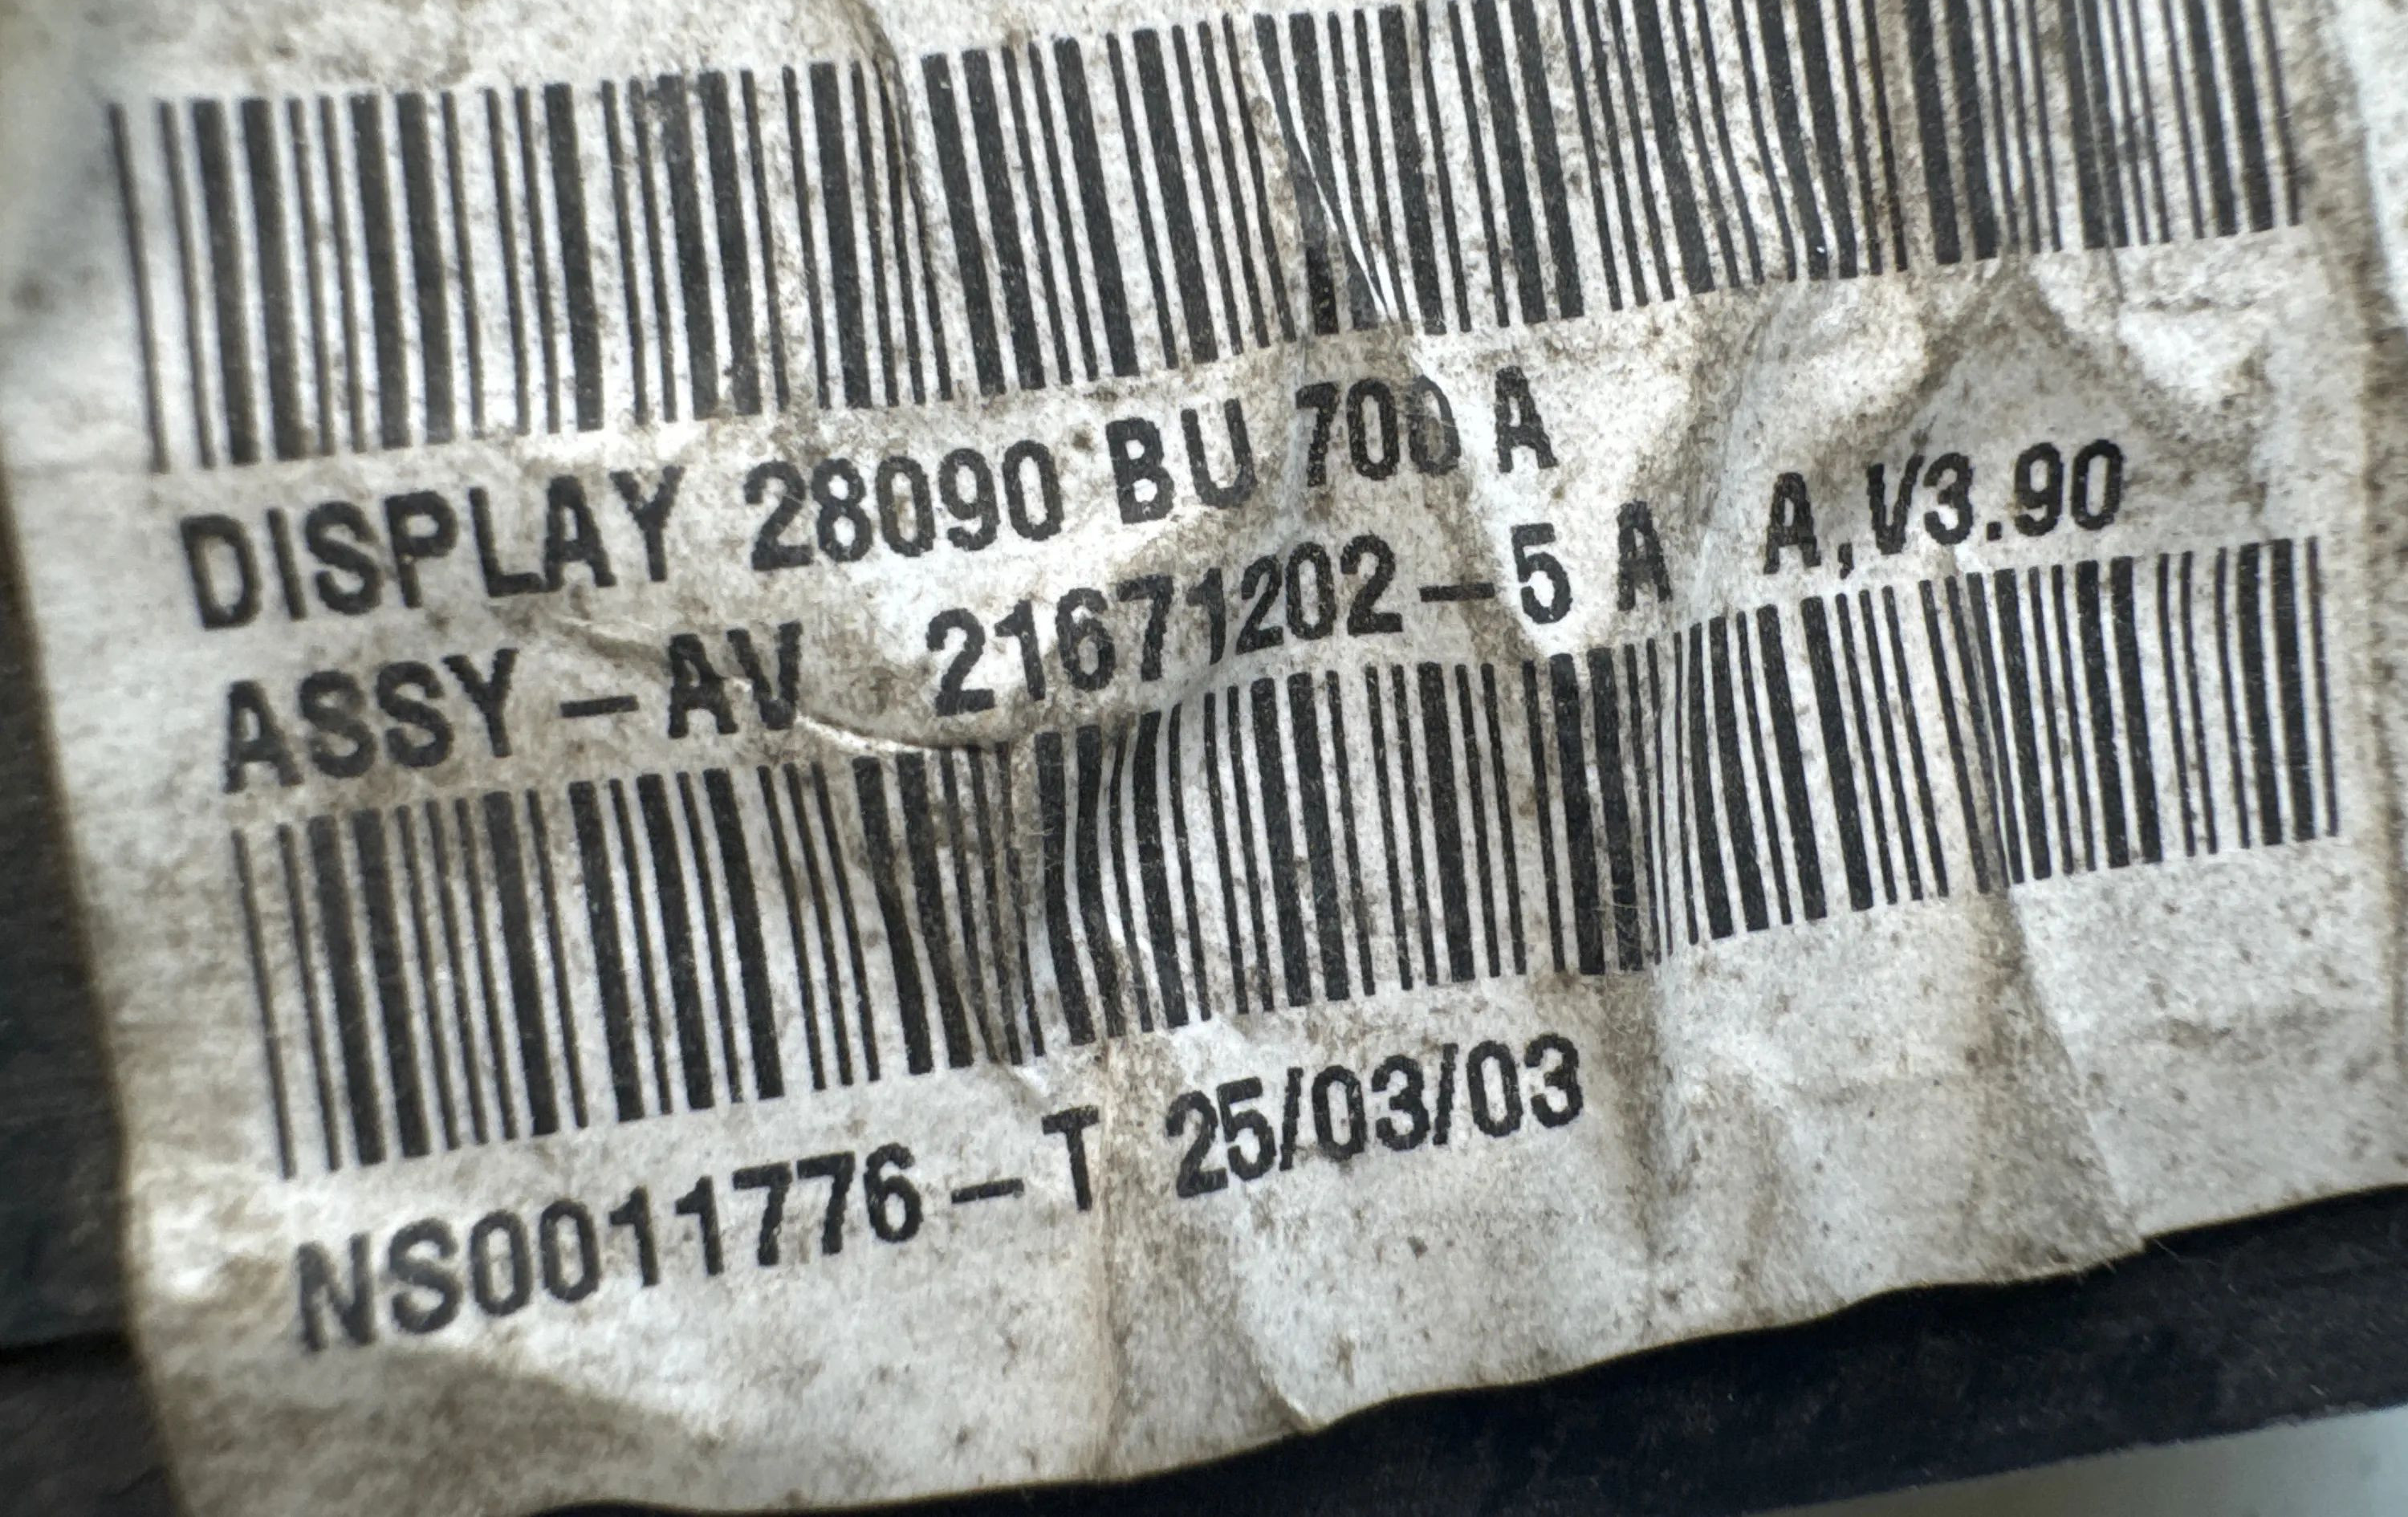 DISPLAY 28090 BU 700 A
ASSY-AV 21671202-5 A A,V3.90
NS0011776-T 25/03/03